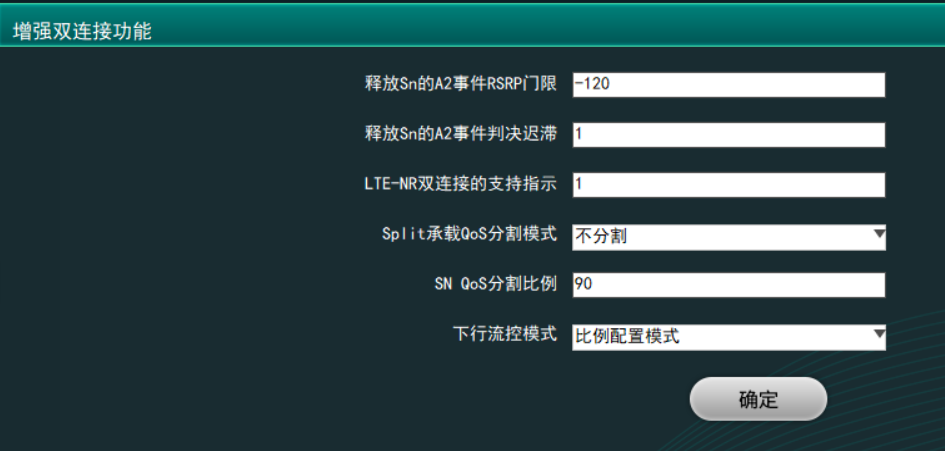 增强双连接功能
释放Sn的A2事件RSRP门限 -120
释放Sn的A2事件判决迟滞 1
LTE-NR双连接的支持指示 1
Split承载QoS分割模式 不分割
SN QoS分割比例 90
下行流控模式 比例配置模式
确定